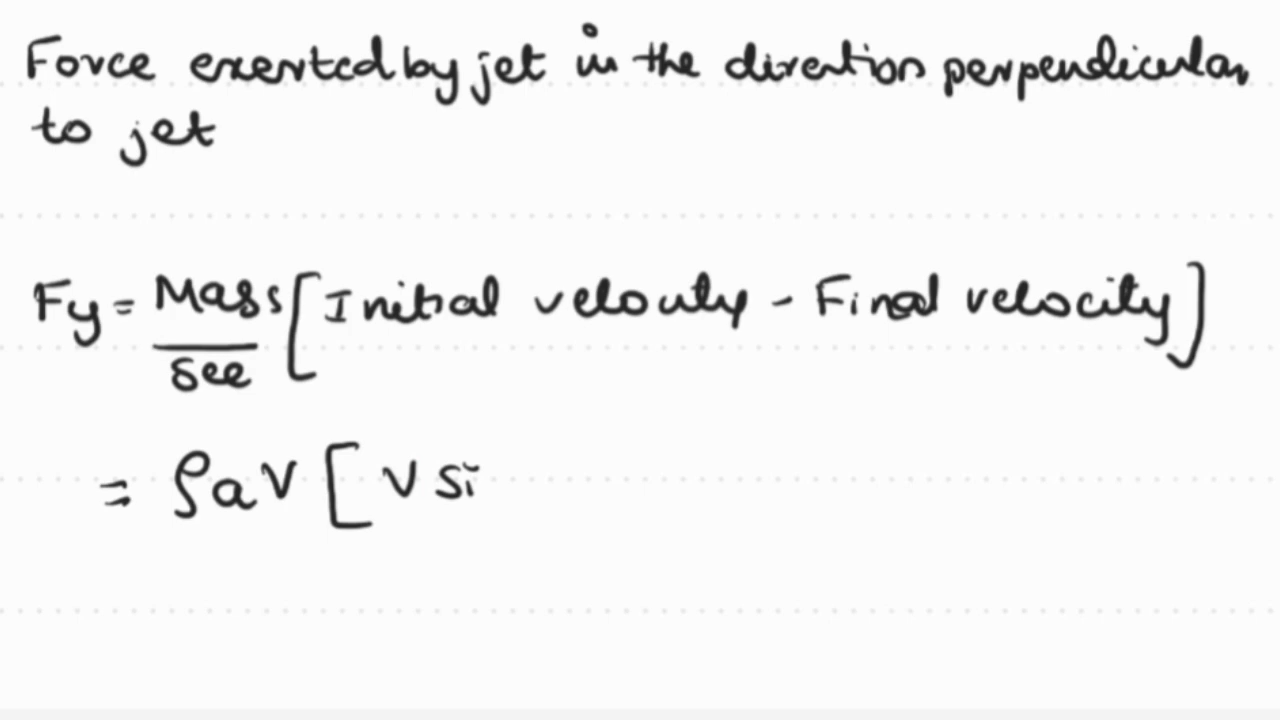 Force exerted by jet in the direction perpendicular
to jet
Fy = Mass/sec [Initial velocity - Final velocity]
= ρav [v si